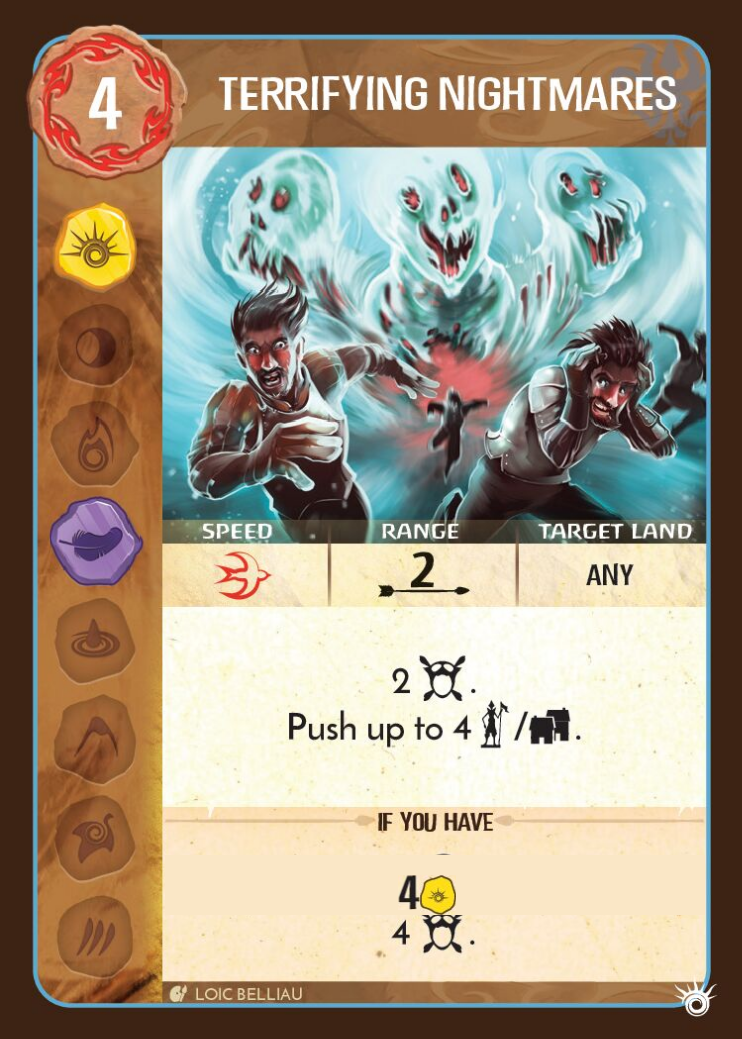 4
TERRIFYING NIGHTMARES
SPEED RANGE TARGET LAND
2 ANY
2 .
Push up to 4 / .
IF YOU HAVE
4
4 .
LOIC BELLIAU